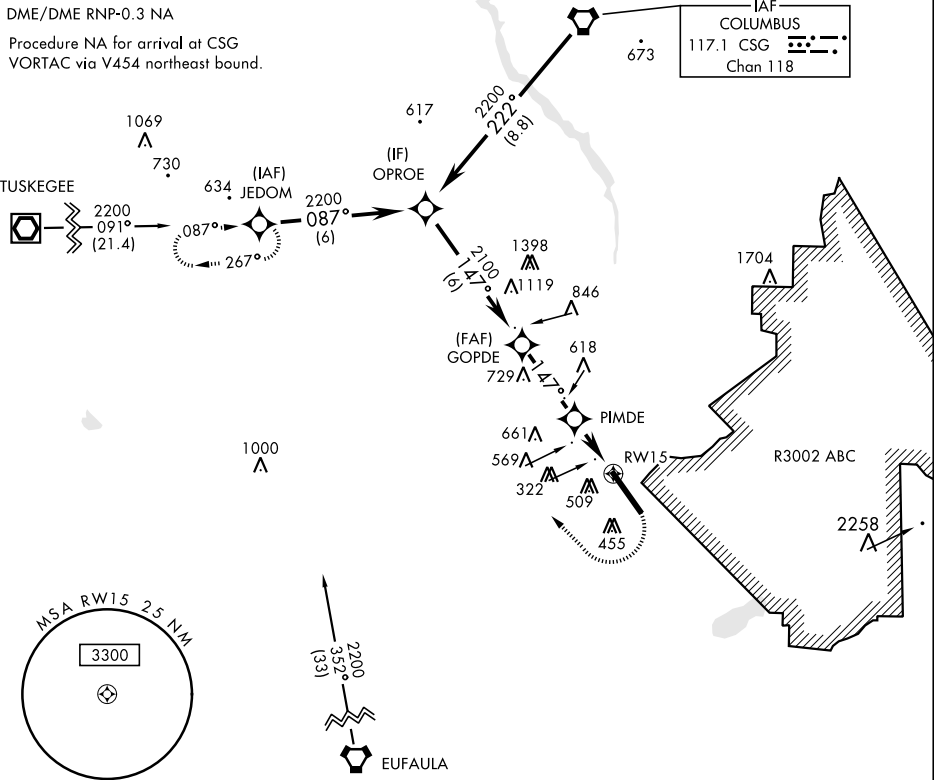 DME/DME RNP-0.3 NA
Procedure NA for arrival at CSG
VORTAC via V454 northeast bound.
IAF
COLUMBUS
117.1 CSG
Chan 118
673
2200
222°
(8.8)
617
1069
730
634
(IAF)
JEDOM
(IF)
OPROE
TUSKEGEE
2200
091°
(21.4)
087°
267°
2200
087°
(6)
2100
147°
(6)
1398
1119
846
1704
(FAF)
GOPDE
618
729
147°
PIMDE
661
569
322
509
RW15
455
R3002 ABC
2258
1000
MSA RW15 25 NM
3300
2200
352°
(33)
EUFAULA